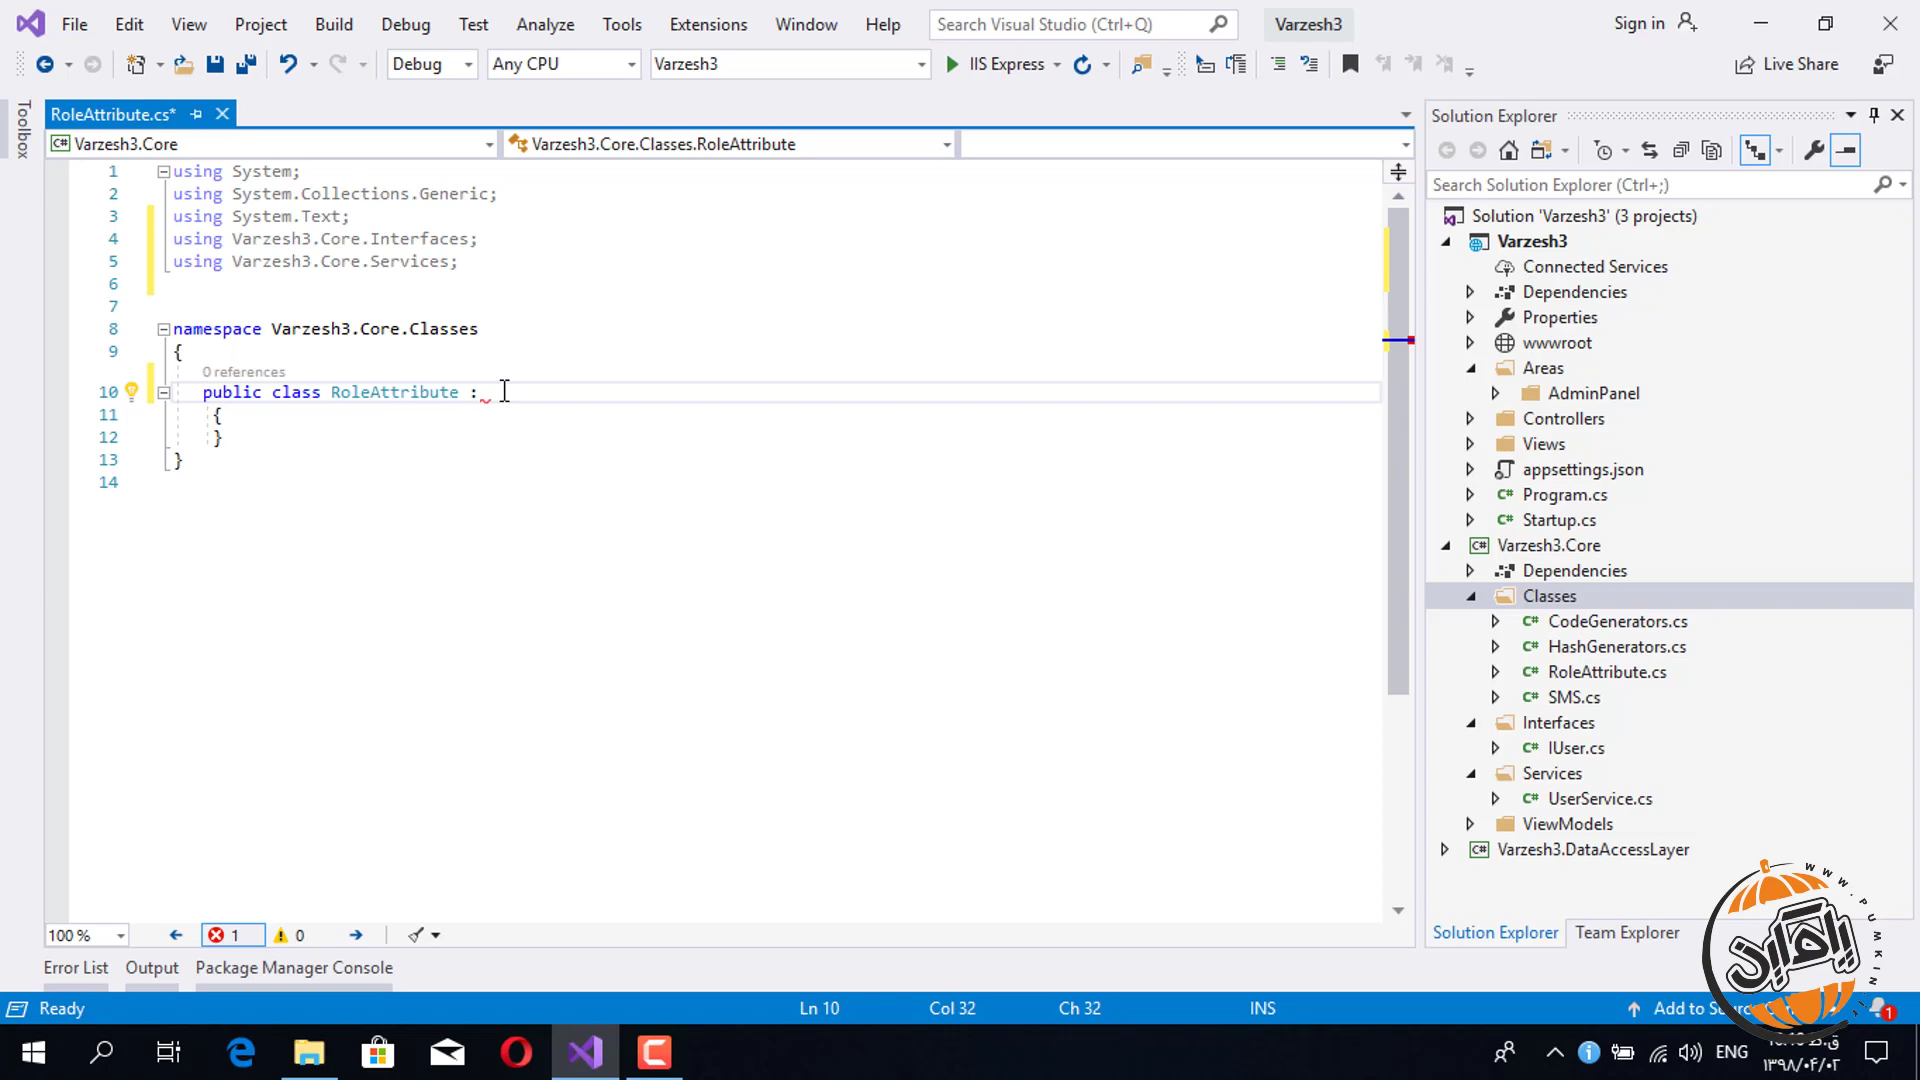 File Edit View Project Build Debug Test Analyze Tools Extensions Window Help Search Visual Studio (Ctrl+Q) Varzesh3 Sign in
Debug Any CPU Varzesh3 IIS Express Live Share
Toolbox
RoleAttribute.cs*
Varzesh3.Core Varzesh3.Core.Classes.RoleAttribute
1 using System;
2 using System.Collections.Generic;
3 using System.Text;
4 using Varzesh3.Core.Interfaces;
5 using Varzesh3.Core.Services;
6
7
8 namespace Varzesh3.Core.Classes
9 {
0 references
10 public class RoleAttribute :
11 {
12 }
13 }
14
100 % 1 0
Error List Output Package Manager Console
Solution Explorer
Search Solution Explorer (Ctrl+;)
Solution 'Varzesh3' (3 projects)
Varzesh3
Connected Services
Dependencies
Properties
wwwroot
Areas
AdminPanel
Controllers
Views
appsettings.json
Program.cs
Startup.cs
Varzesh3.Core
Dependencies
Classes
CodeGenerators.cs
HashGenerators.cs
RoleAttribute.cs
SMS.cs
Interfaces
IUser.cs
Services
UserService.cs
ViewModels
Varzesh3.DataAccessLayer
Solution Explorer Team Explorer
Ready Ln 10 Col 32 Ch 32 INS Add to 1
ENG
۱۳۹۸/۰۴/۰۲